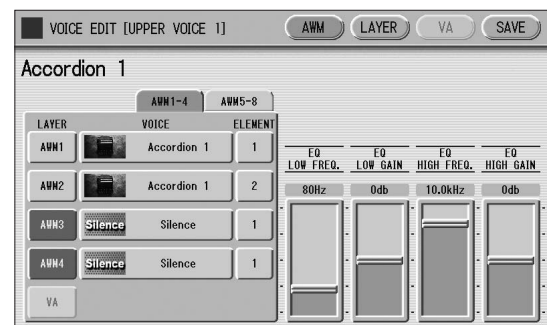 VOICE EDIT [UPPER VOICE 1] AWM LAYER VA SAVE
Accordion 1
AWM1-4 AWM5-8
LAYER VOICE ELEMENT
AWM1 Accordion 1 1
AWM2 Accordion 1 2
AWM3 Silence Silence 1
AWM4 Silence Silence 1
VA
EQ LOW FREQ. EQ LOW GAIN EQ HIGH FREQ. EQ HIGH GAIN
80Hz 0db 10.0kHz 0db